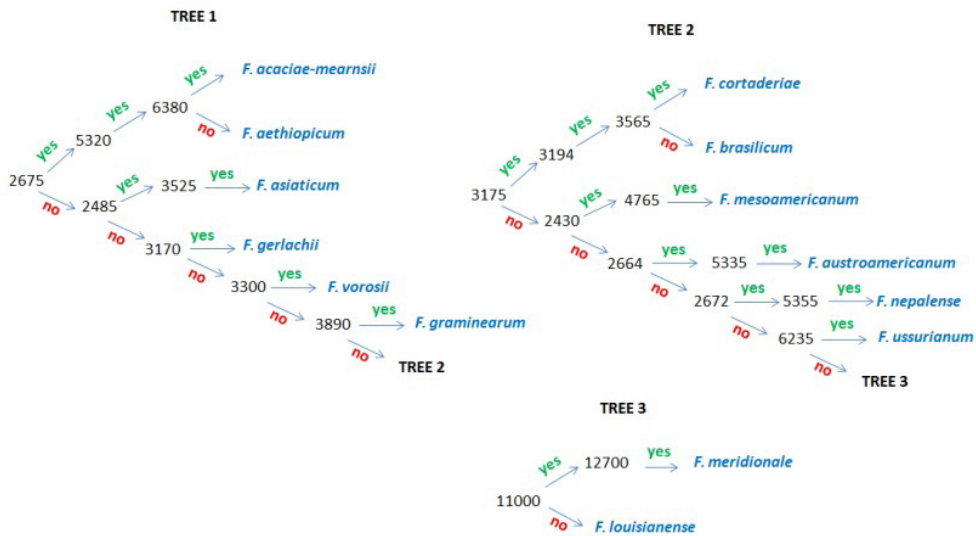 TREE 1
yes F. acaciae-mearnsii
yes 6380
yes 5320 no F. aethiopicum
2675 yes 3525 yes F. asiaticum
no 2485
no 3170 yes F. gerlachii
no 3300 yes F. vorosii
no 3890 yes F. graminearum
no TREE 2
TREE 2
yes F. cortaderiae
yes 3565
yes 3194 no F. brasilicum
3175 yes 4765 yes F. mesoamericanum
no 2430
no 2664 yes 5335 yes F. austroamericanum
no 2672 yes 5355 yes F. nepalense
no 6235 yes F. ussurianum
no TREE 3
TREE 3
yes 12700 yes F. meridionale
11000
no F. louisianense